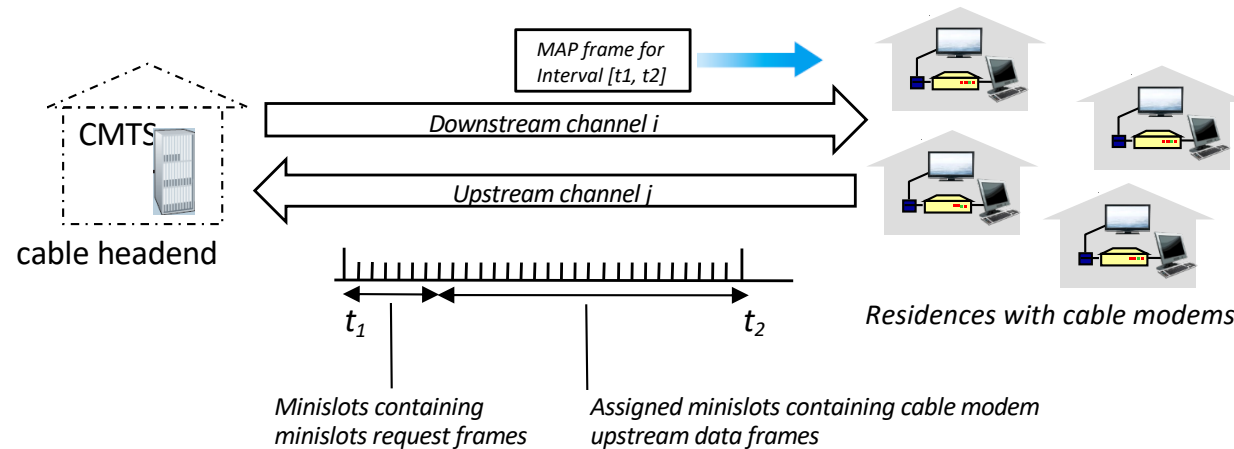 MAP frame for
Interval [t1, t2]
CMTS
Downstream channel i
Upstream channel j
cable headend
t1
t2
Residences with cable modems
Minislots containing
minislots request frames
Assigned minislots containing cable modem
upstream data frames